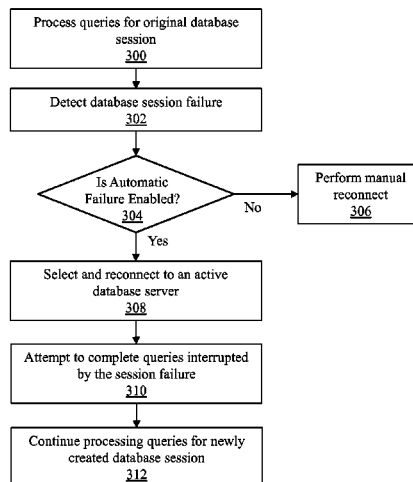 Process queries for original database
session
300
Detect database session failure
302
Is Automatic
Failure Enabled?
304
No
Perform manual
reconnect
306
Yes
Select and reconnect to an active
database server
308
Attempt to complete queries interrupted
by the session failure
310
Continue processing queries for newly
created database session
312